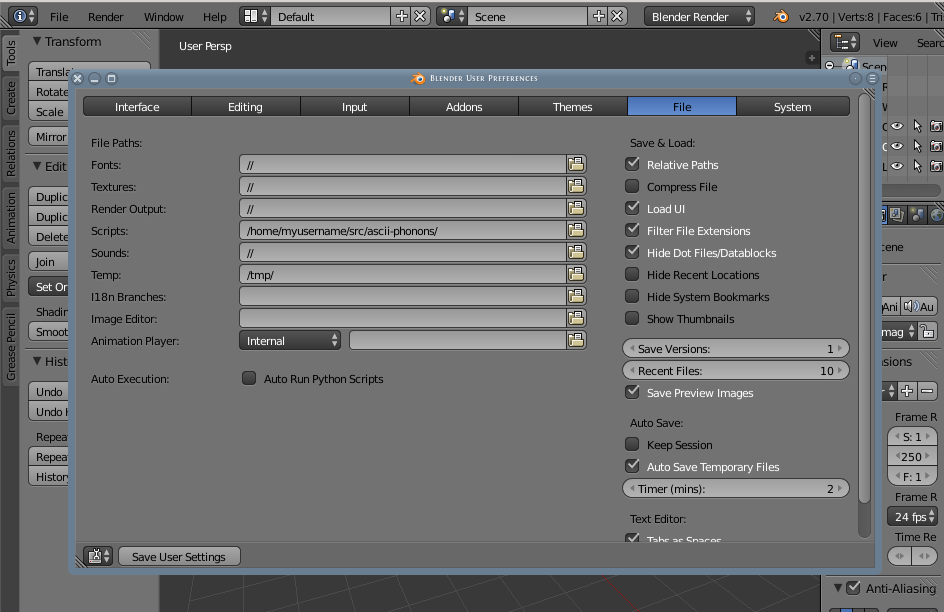 File Render Window Help Default Scene Blender Render v2.70 | Verts:8 | Faces:6 | Tri
Tools
Create
Relations
Animation
Physics
Grease Pencil
Transform
Transla
Rotate
Scale
Mirror
Edit
Duplic
Duplic
Delete
Join
Set Or
Shadin
Smoot
Hist
Undo
Undo H
Repeat
Repea
History
User Persp
Blender User Preferences
Interface Editing Input Addons Themes File System
File Paths:
Fonts: //
Textures: //
Render Output: //
Scripts: /home/myusername/src/ascii-phonons/
Sounds: //
Temp: /tmp/
I18n Branches:
Image Editor:
Animation Player: Internal
Auto Execution: Auto Run Python Scripts
Save & Load:
Relative Paths
Compress File
Load UI
Filter File Extensions
Hide Dot Files/Datablocks
Hide Recent Locations
Hide System Bookmarks
Show Thumbnails
Save Versions: 1
Recent Files: 10
Save Preview Images
Auto Save:
Keep Session
Auto Save Temporary Files
Timer (mins): 2
Text Editor:
Tabs as Spaces
Save User Settings
View Searc
Scen
cene
Ani Au
mag
nsions
Frame R
S: 1
250
F: 1
Frame R
24 fps
Time Re
Anti-Aliasing